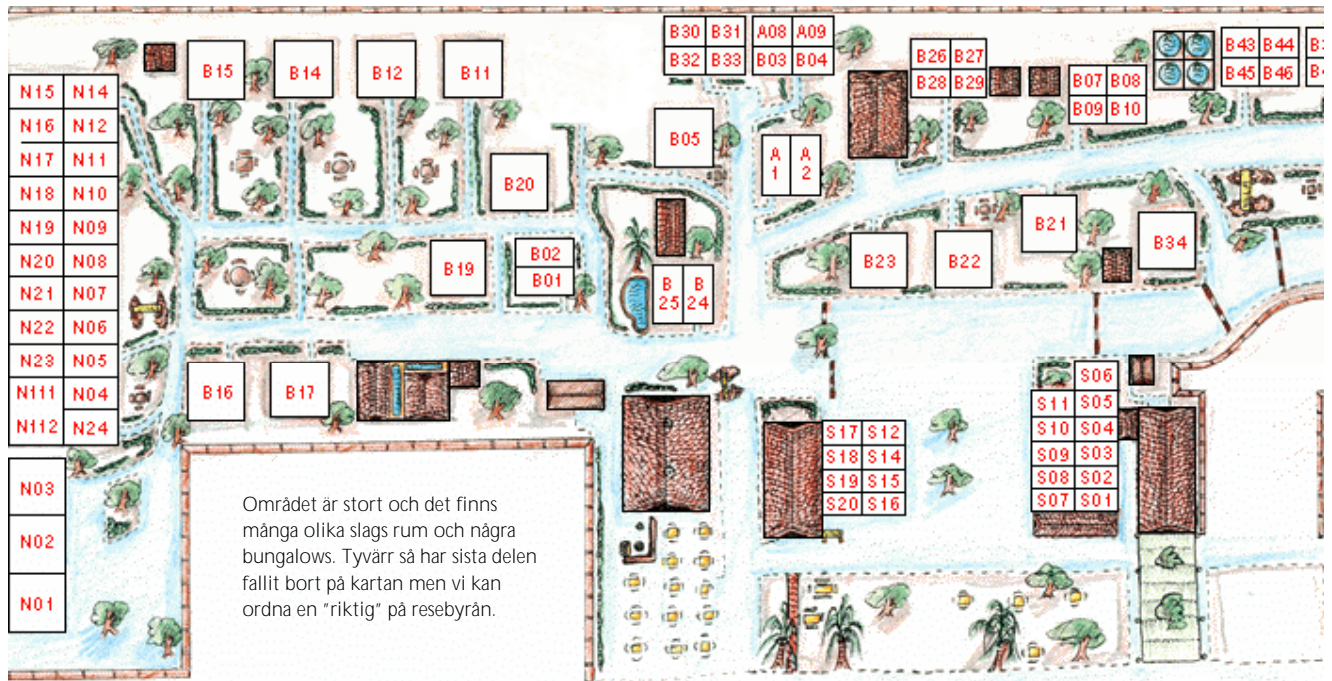 B30 B31 A08 A09
B32 B33 B03 B04
B26 B27
B28 B29
B43 B44
B45 B46
B07 B08
B09 B10
B15 B14 B12 B11
N15 N14
N16 N12
N17 N11
N18 N10
N19 N09
N20 N08
N21 N07
N22 N06
N23 N05
N111 N04
N112 N24
N03
N02
N01
B05
A
1
A
2
B20
B21
B34
B19
B02
B01
B
25
B
24
B23
B22
B16
B17
S06
S11 S05
S10 S04
S09 S03
S08 S02
S07 S01
S17 S12
S18 S14
S19 S15
S20 S16
Området är stort och det finns
många olika slags rum och några
bungalows. Tyvärr så har sista delen
fallit bort på kartan men vi kan
ordna en ”riktig” på resebyrån.